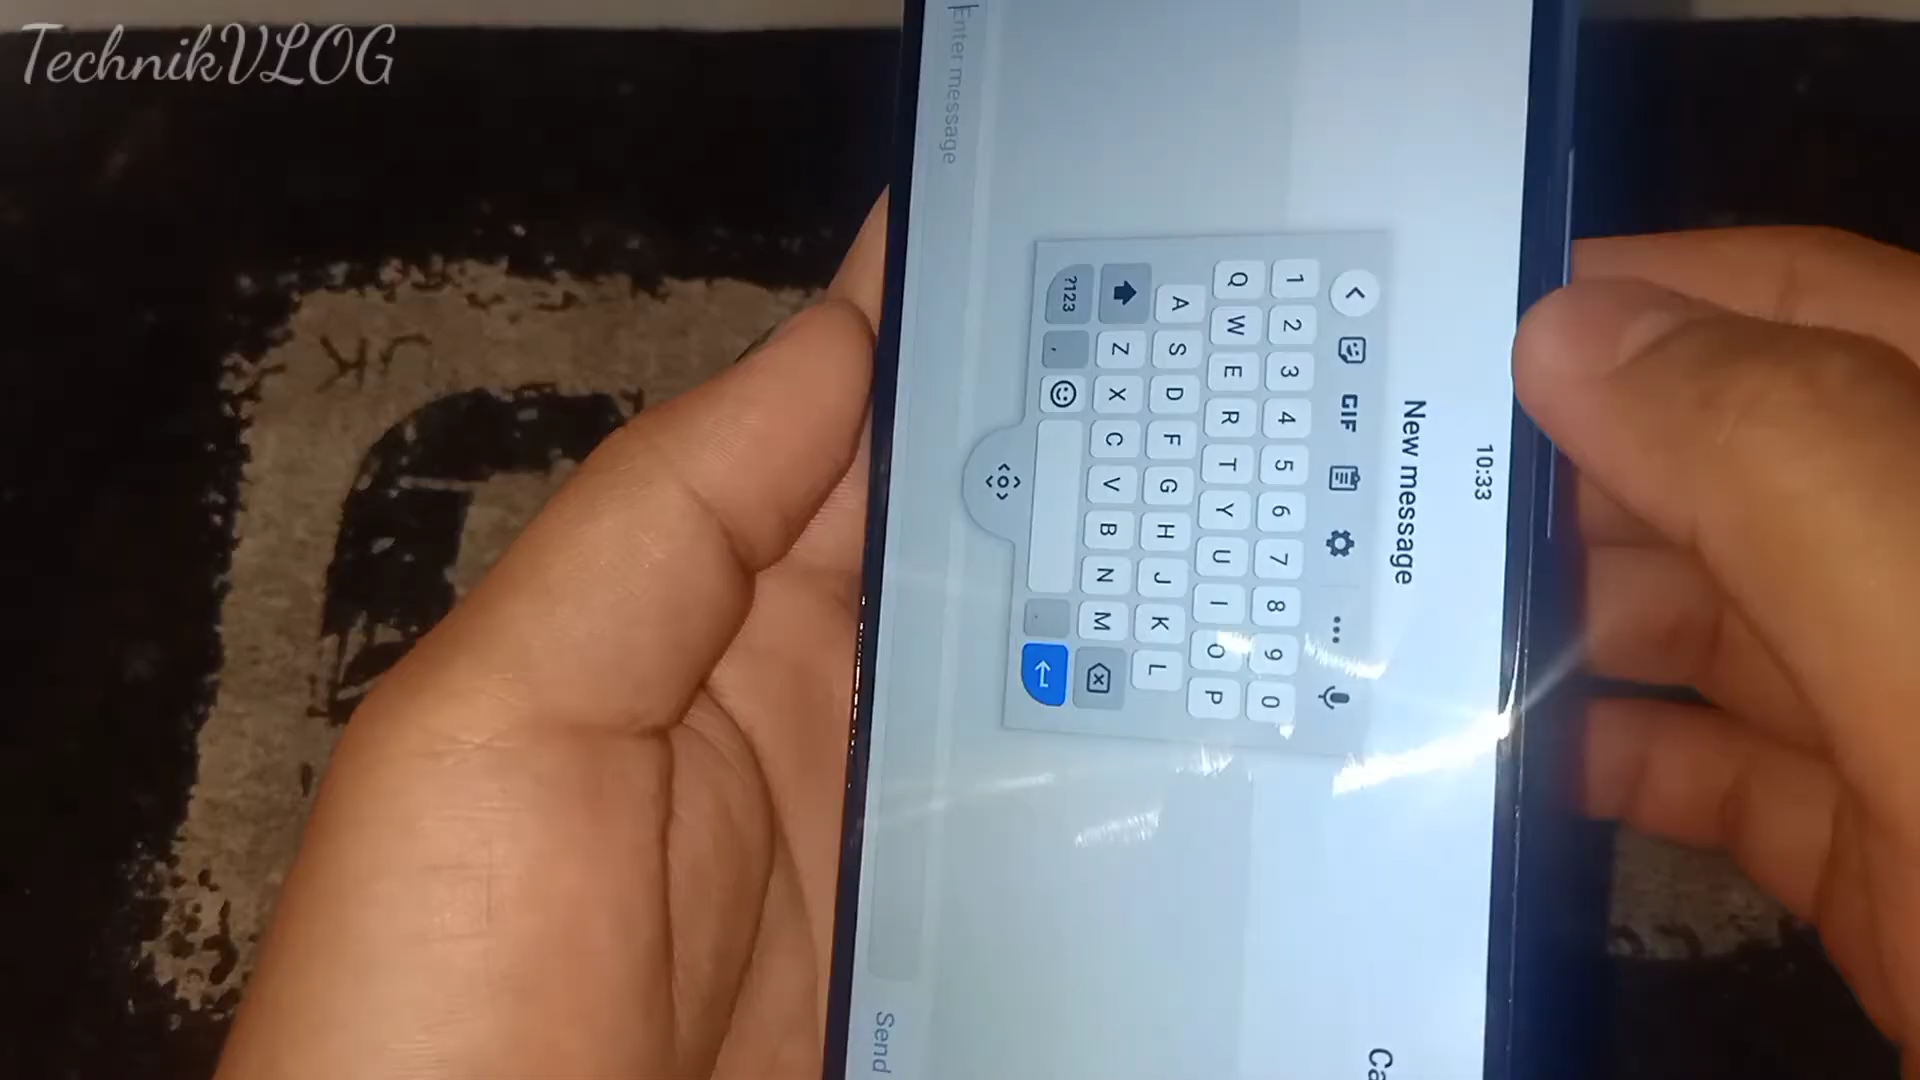 TechnikVLOG
10:33
New message
Ca
GIF
1 2 3 4 5 6 7 8 9 0
Q W E R T Y U I O P
A S D F G H J K L
Z X C V B N M
?123 , .
Enter message
Send